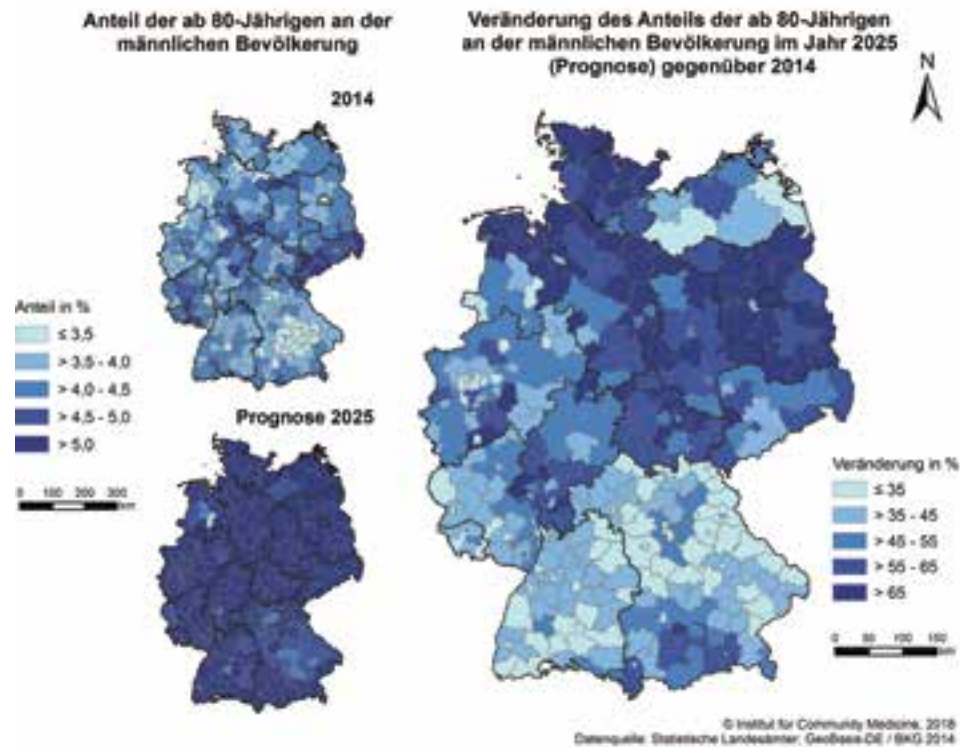 Anteil der ab 80-Jährigen an der
männlichen Bevölkerung
2014
Anteil in %
≤ 3,5
> 3,5 - 4,0
> 4,0 - 4,5
> 4,5 - 5,0
> 5,0
0 100 200 300
km
Prognose 2025
Veränderung des Anteils der ab 80-Jährigen
an der männlichen Bevölkerung im Jahr 2025
(Prognose) gegenüber 2014
N
Veränderung in %
≤ 35
> 35 - 45
> 45 - 55
> 55 - 65
> 65
0 50 100 150
km
© Institut for Community Medicine, 2018
Datenquelle: Statistische Landesämter; GeoBasis-DE / BKG 2014